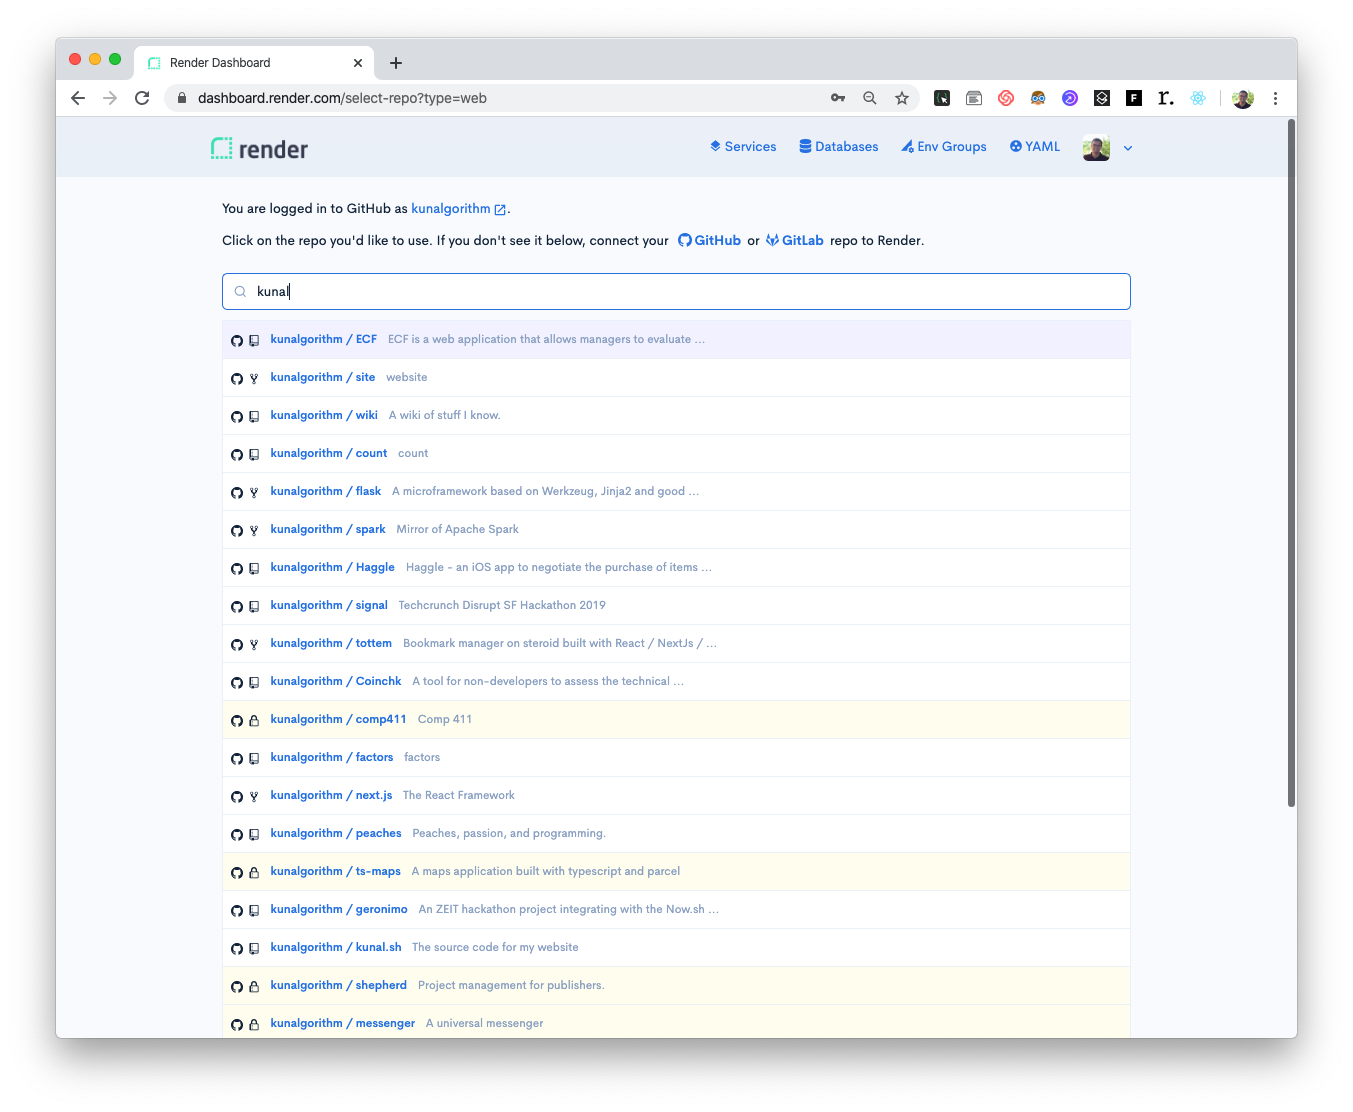 Render Dashboard
dashboard.render.com/select-repo?type=web
F
r.
render
Services Databases Env Groups YAML
You are logged in to GitHub as kunalgorithm.
Click on the repo you'd like to use. If you don't see it below, connect your GitHub or GitLab repo to Render.
kunal
kunalgorithm / ECF ECF is a web application that allows managers to evaluate ...
kunalgorithm / site website
kunalgorithm / wiki A wiki of stuff I know.
kunalgorithm / count count
kunalgorithm / flask A microframework based on Werkzeug, Jinja2 and good ...
kunalgorithm / spark Mirror of Apache Spark
kunalgorithm / Haggle Haggle - an iOS app to negotiate the purchase of items ...
kunalgorithm / signal Techcrunch Disrupt SF Hackathon 2019
kunalgorithm / tottem Bookmark manager on steroid built with React / NextJs / ...
kunalgorithm / Coinchk A tool for non-developers to assess the technical ...
kunalgorithm / comp411 Comp 411
kunalgorithm / factors factors
kunalgorithm / next.js The React Framework
kunalgorithm / peaches Peaches, passion, and programming.
kunalgorithm / ts-maps A maps application built with typescript and parcel
kunalgorithm / geronimo An ZEIT hackathon project integrating with the Now.sh ...
kunalgorithm / kunal.sh The source code for my website
kunalgorithm / shepherd Project management for publishers.
kunalgorithm / messenger A universal messenger